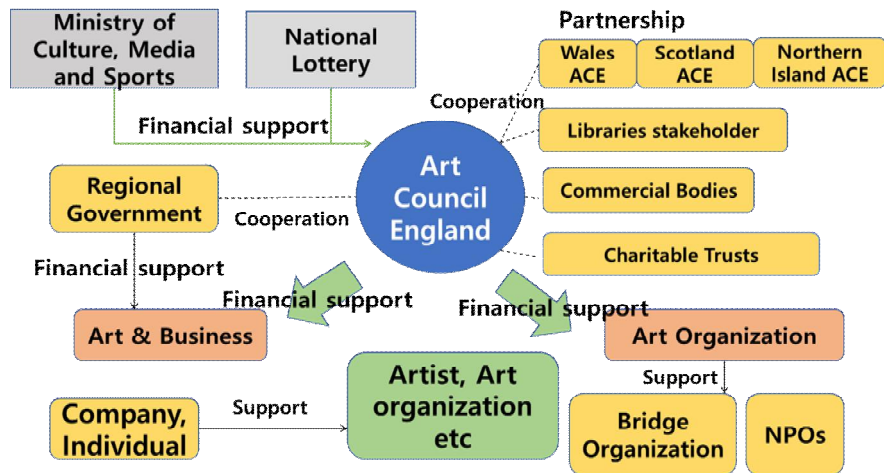 Ministry of
Culture, Media
and Sports
National
Lottery
Partnership
Wales
ACE
Scotland
ACE
Northern
Island ACE
Cooperation
Financial support
Libraries stakeholder
Art
Council
England
Regional
Government
Cooperation
Commercial Bodies
Charitable Trusts
Financial support
Financial support
Financial support
Art & Business
Art Organization
Artist, Art
organization
etc
Support
Company,
Individual
Support
Bridge
Organization
NPOs